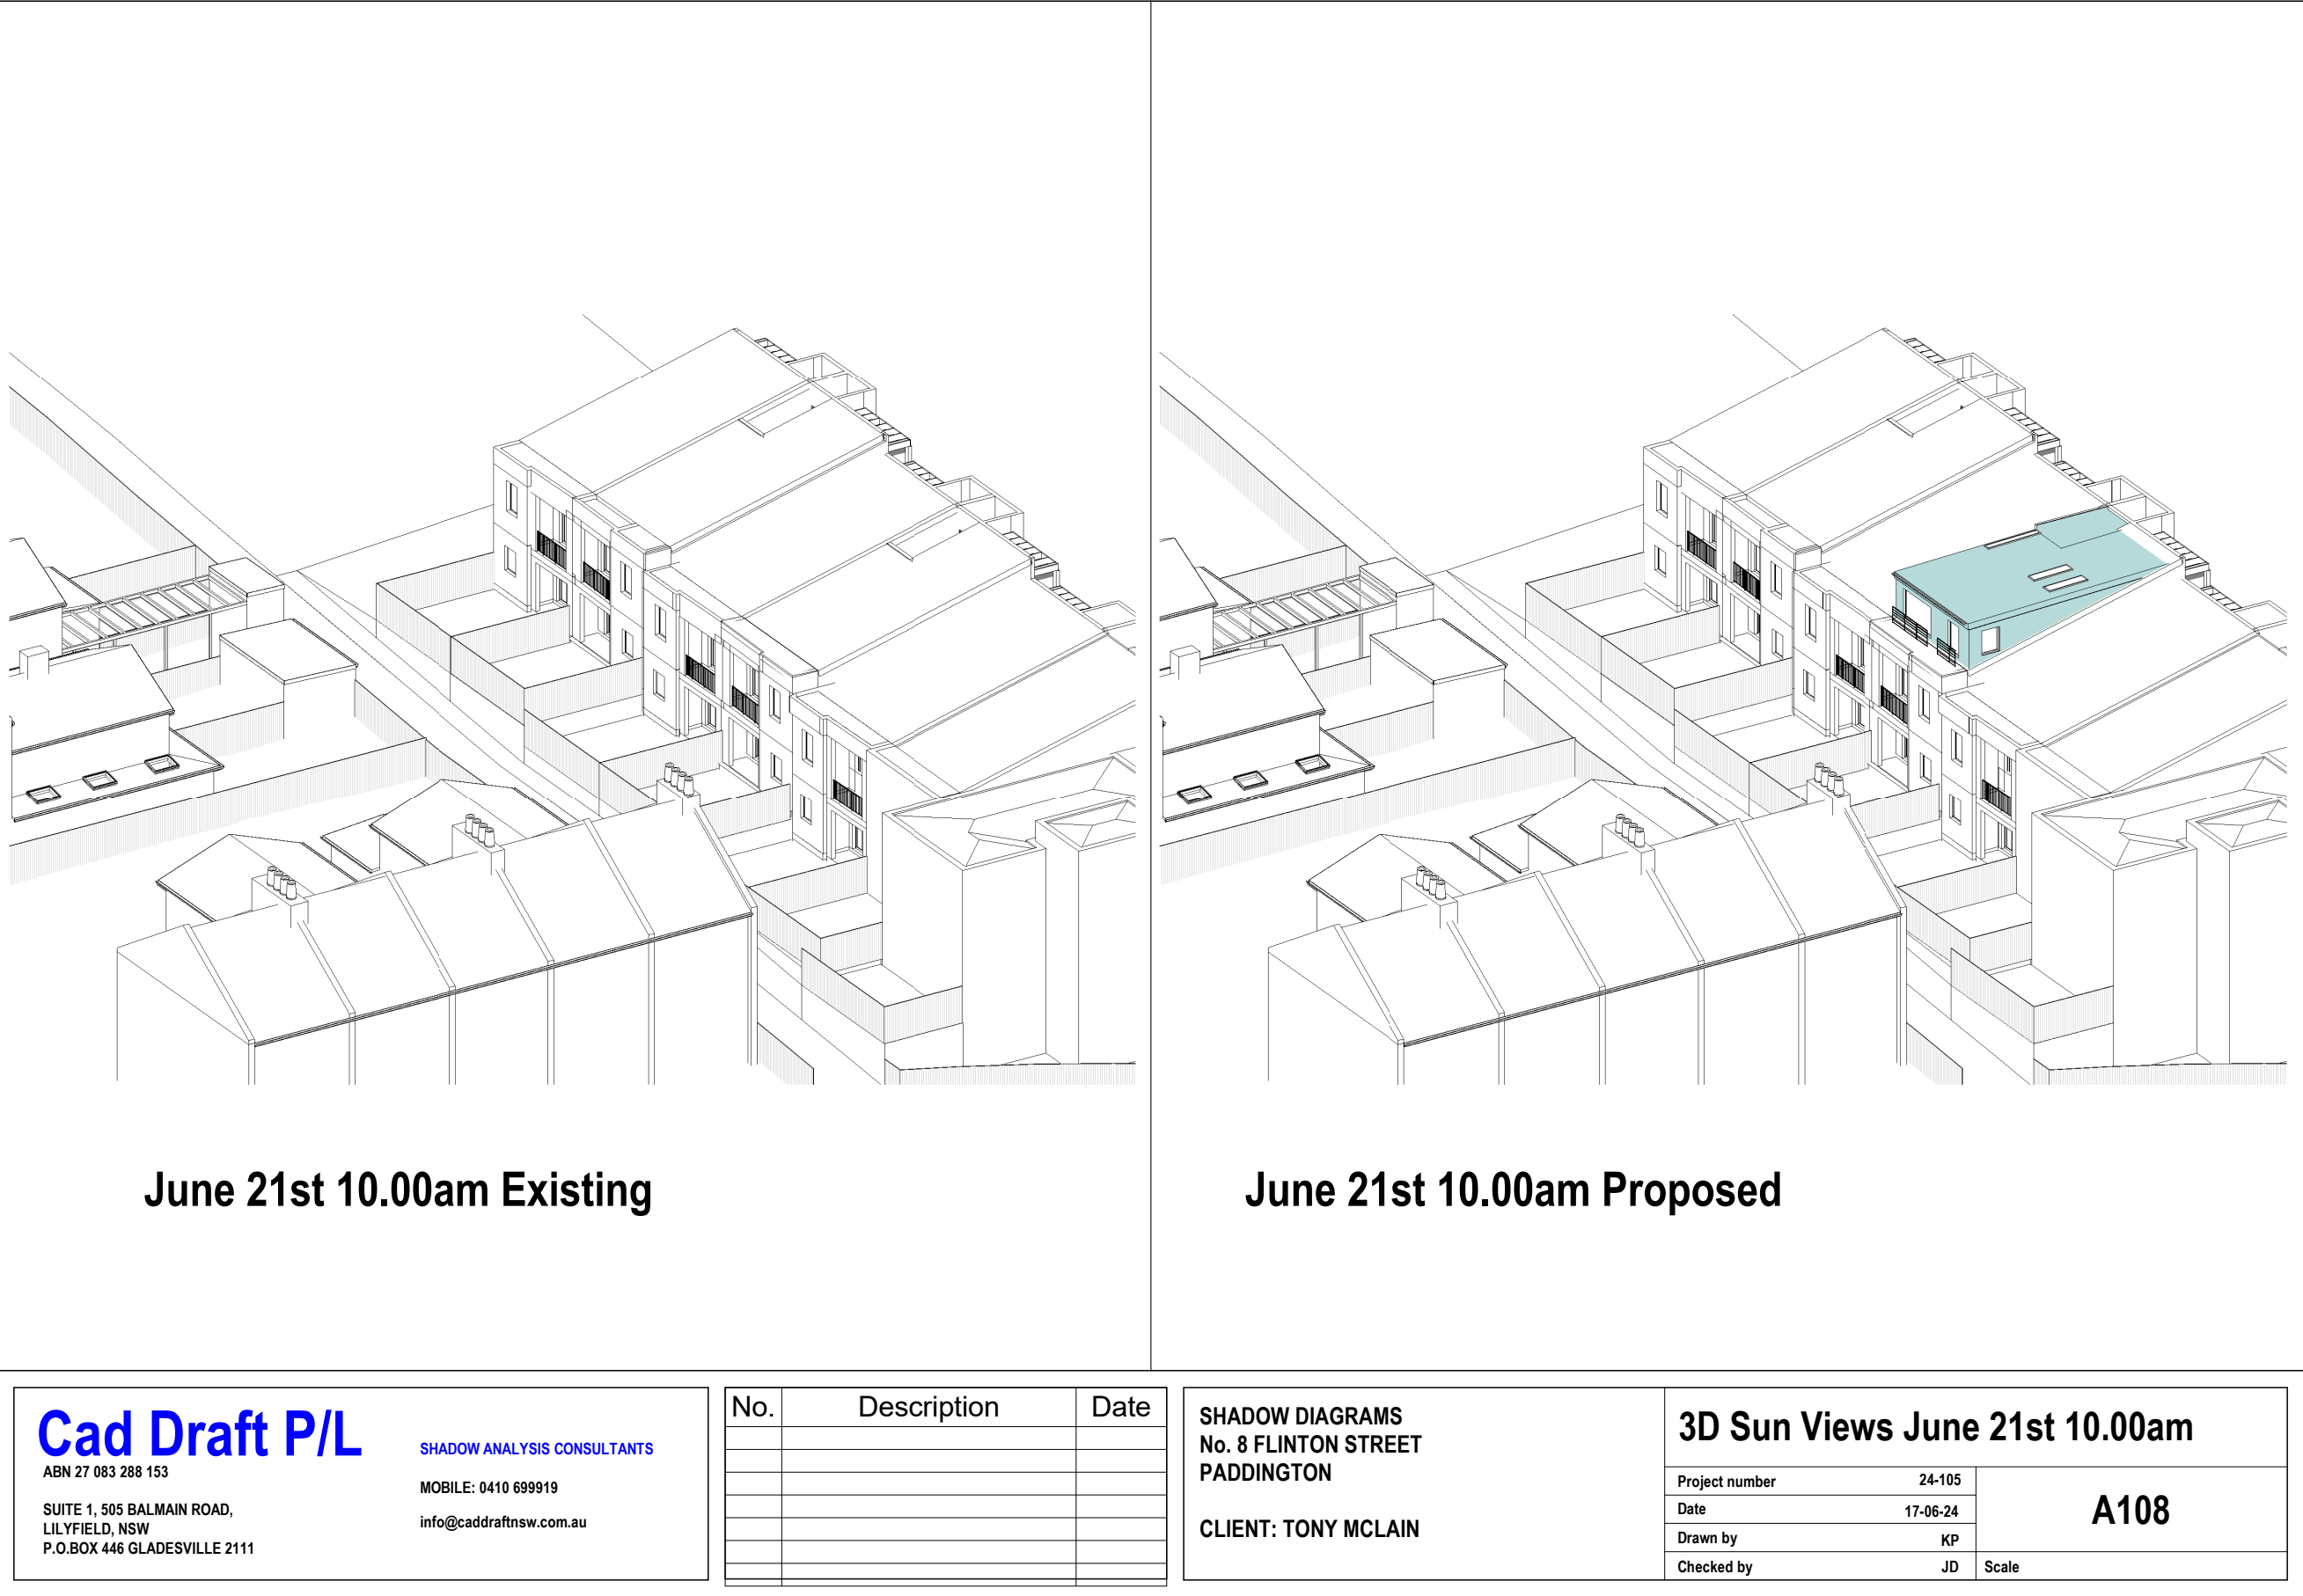 June 21st 10.00am Existing
June 21st 10.00am Proposed
Cad Draft P/L
ABN 27 083 288 153
SUITE 1, 505 BALMAIN ROAD,
LILYFIELD, NSW
P.O.BOX 446 GLADESVILLE 2111
SHADOW ANALYSIS CONSULTANTS
MOBILE: 0410 699919
info@caddraftnsw.com.au
No. Description Date
SHADOW DIAGRAMS
No. 8 FLINTON STREET
PADDINGTON
CLIENT: TONY MCLAIN
3D Sun Views June 21st 10.00am
Project number 24-105
Date 17-06-24
Drawn by KP
Checked by JD
A108
Scale